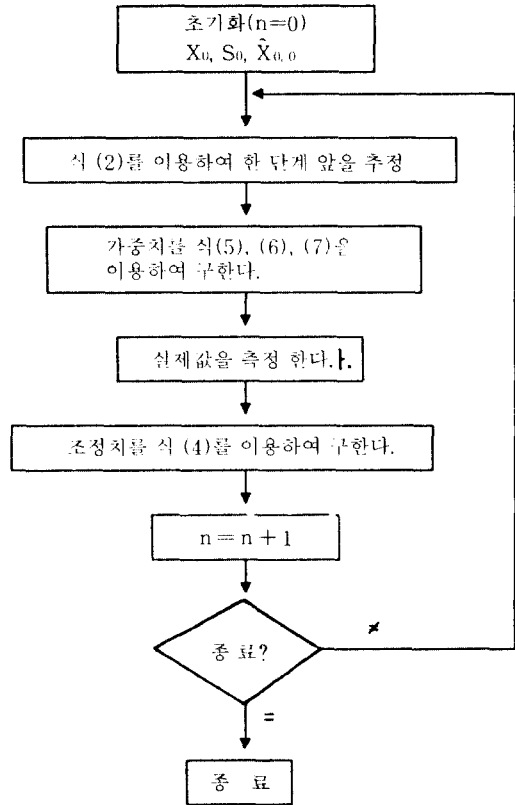 초기화(n=0)
X₀, S₀, X̂₀,₀
식 (2)를 이용하여 한 단계 앞을 추정
가중치를 식(5), (6), (7)을
이용하여 구한다.
실제값을 측정 한다.
조정치를 식 (4)를 이용하여 구한다.
n = n + 1
종 료?
≠
=
종 료